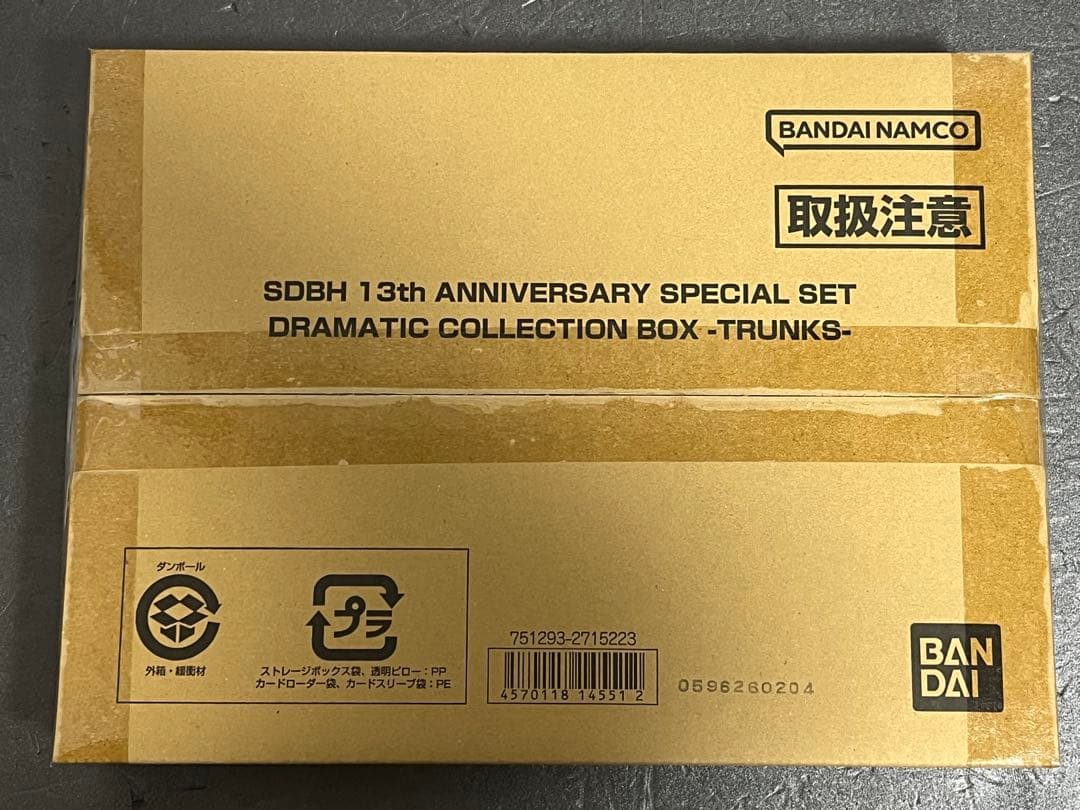 BANDAI NAMCO
取扱注意
SDBH 13th ANNIVERSARY SPECIAL SET
DRAMATIC COLLECTION BOX -TRUNKS-
ダンボール
外箱・緩衝材
プラ
ストレージボックス袋、透明ピロー：PP
カードローダー袋、カードスリーブ袋：PE
751293-2715223
4570118 14551 2
0596260204
BAN
DAI